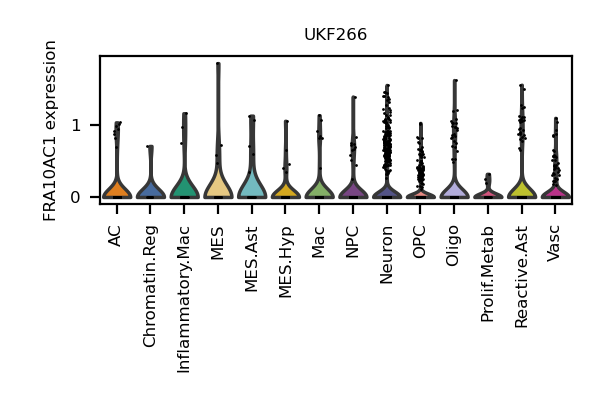 UKF266
FRA10AC1 expression
1
0
AC
Chromatin.Reg
Inflammatory.Mac
MES
MES.Ast
MES.Hyp
Mac
NPC
Neuron
OPC
Oligo
Prolif.Metab
Reactive.Ast
Vasc